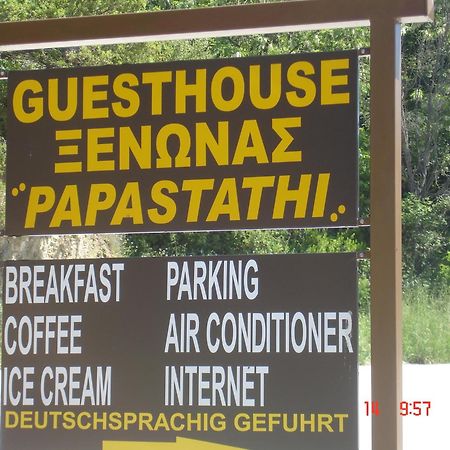 GUESTHOUSE
ΞΕΝΩΝΑΣ
"PAPASTATHI"
BREAKFAST PARKING
COFFEE AIR CONDITIONER
ICE CREAM INTERNET
DEUTSCHSPRACHIG GEFUHRT
14 9:57